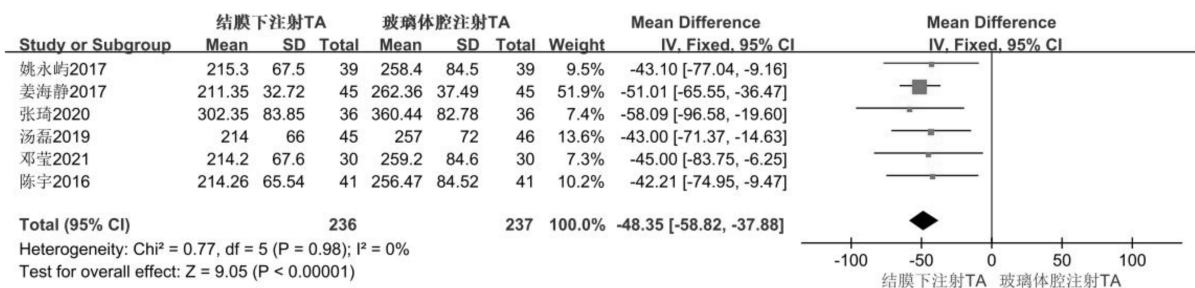 结膜下注射TA 玻璃体腔注射TA Mean Difference Mean Difference
Study or Subgroup Mean SD Total Mean SD Total Weight IV, Fixed, 95% CI IV, Fixed, 95% CI
姚永屿2017 215.3 67.5 39 258.4 84.5 39 9.5% -43.10 [-77.04, -9.16]
姜海静2017 211.35 32.72 45 262.36 37.49 45 51.9% -51.01 [-65.55, -36.47]
张琦2020 302.35 83.85 36 360.44 82.78 36 7.4% -58.09 [-96.58, -19.60]
汤磊2019 214 66 45 257 72 46 13.6% -43.00 [-71.37, -14.63]
邓莹2021 214.2 67.6 30 259.2 84.6 30 7.3% -45.00 [-83.75, -6.25]
陈宇2016 214.26 65.54 41 256.47 84.52 41 10.2% -42.21 [-74.95, -9.47]
Total (95% CI) 236 237 100.0% -48.35 [-58.82, -37.88]
Heterogeneity: Chi² = 0.77, df = 5 (P = 0.98); I² = 0%
Test for overall effect: Z = 9.05 (P < 0.00001)
-100 -50 0 50 100
结膜下注射TA 玻璃体腔注射TA